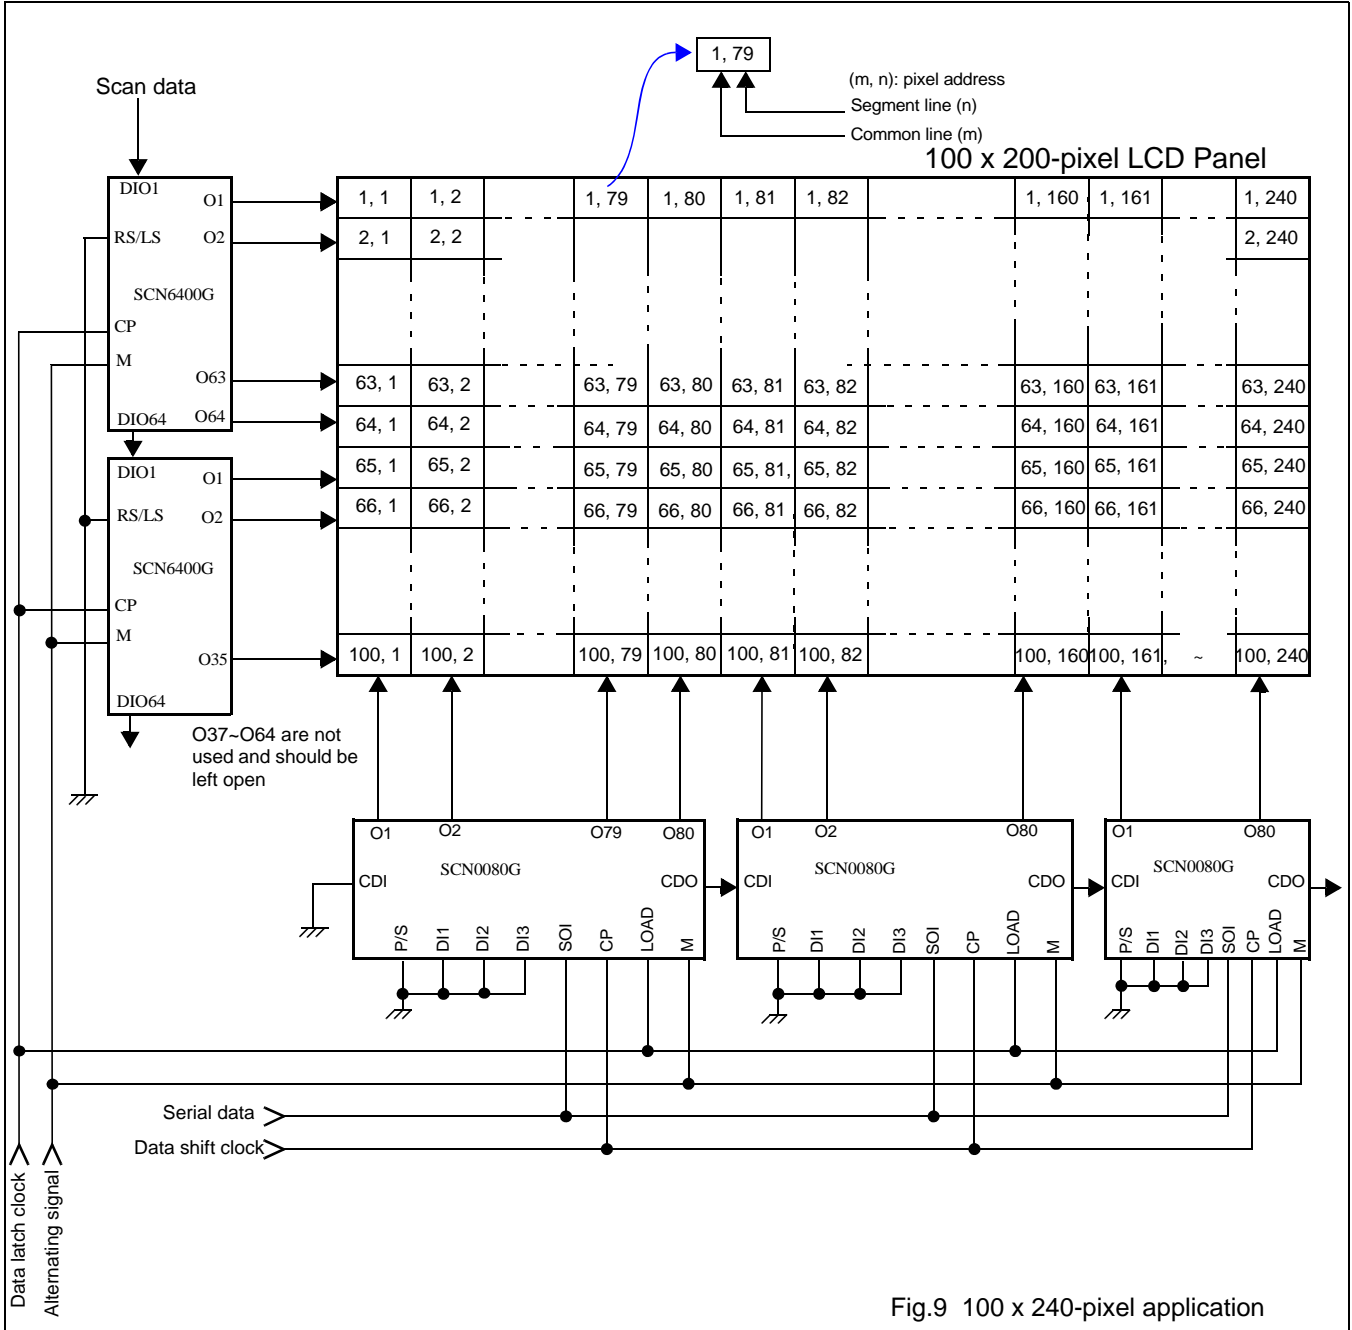 1, 79
(m, n): pixel address
Segment line (n)
Common line (m)
Scan data
100 x 200-pixel LCD Panel
DIO1
O1
RS/LS
O2
SCN6400G
CP
M
O63
DIO64
O64
DIO1
O1
RS/LS
O2
SCN6400G
CP
M
O35
DIO64
1, 1 1, 2 1, 79 1, 80 1, 81 1, 82 1, 160 1, 161 1, 240
2, 1 2, 2 2, 240
63, 1 63, 2 63, 79 63, 80 63, 81 63, 82 63, 160 63, 161 63, 240
64, 1 64, 2 64, 79 64, 80 64, 81 64, 82 64, 160 64, 161 64, 240
65, 1 65, 2 65, 79 65, 80 65, 81, 65, 82 65, 160 65, 161 65, 240
66, 1 66, 2 66, 79 66, 80 66, 81 66, 82 66, 160 66, 161 66, 240
100, 1 100, 2 100, 79 100, 80 100, 81 100, 82 100, 160 100, 161, ~ 100, 240
O37~O64 are not
used and should be
left open
O1 O2 O79 O80
SCN0080G
CDI CDO
P/S DI1 DI2 DI3 SOI CP LOAD M
O1 O2 O80
SCN0080G
CDI CDO
P/S DI1 DI2 DI3 SOI CP LOAD M
O1 O80
SCN0080G
CDI CDO
P/S DI1 DI2 DI3 SOI CP LOAD M
Serial data
Data shift clock
Data latch clock
Alternating signal
Fig.9 100 x 240-pixel application